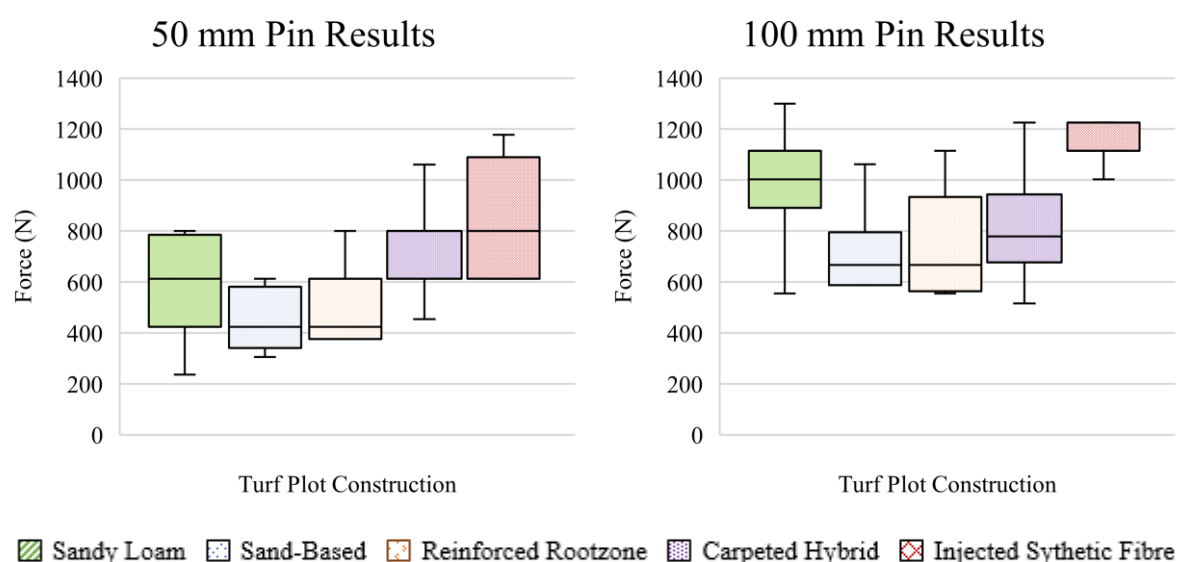 50 mm Pin Results
100 mm Pin Results
1400
1200
1000
800
600
400
200
0
Force (N)
Turf Plot Construction
1400
1200
1000
800
600
400
200
0
Force (N)
Turf Plot Construction
Sandy Loam
Sand-Based
Reinforced Rootzone
Carpeted Hybrid
Injected Sythetic Fibre